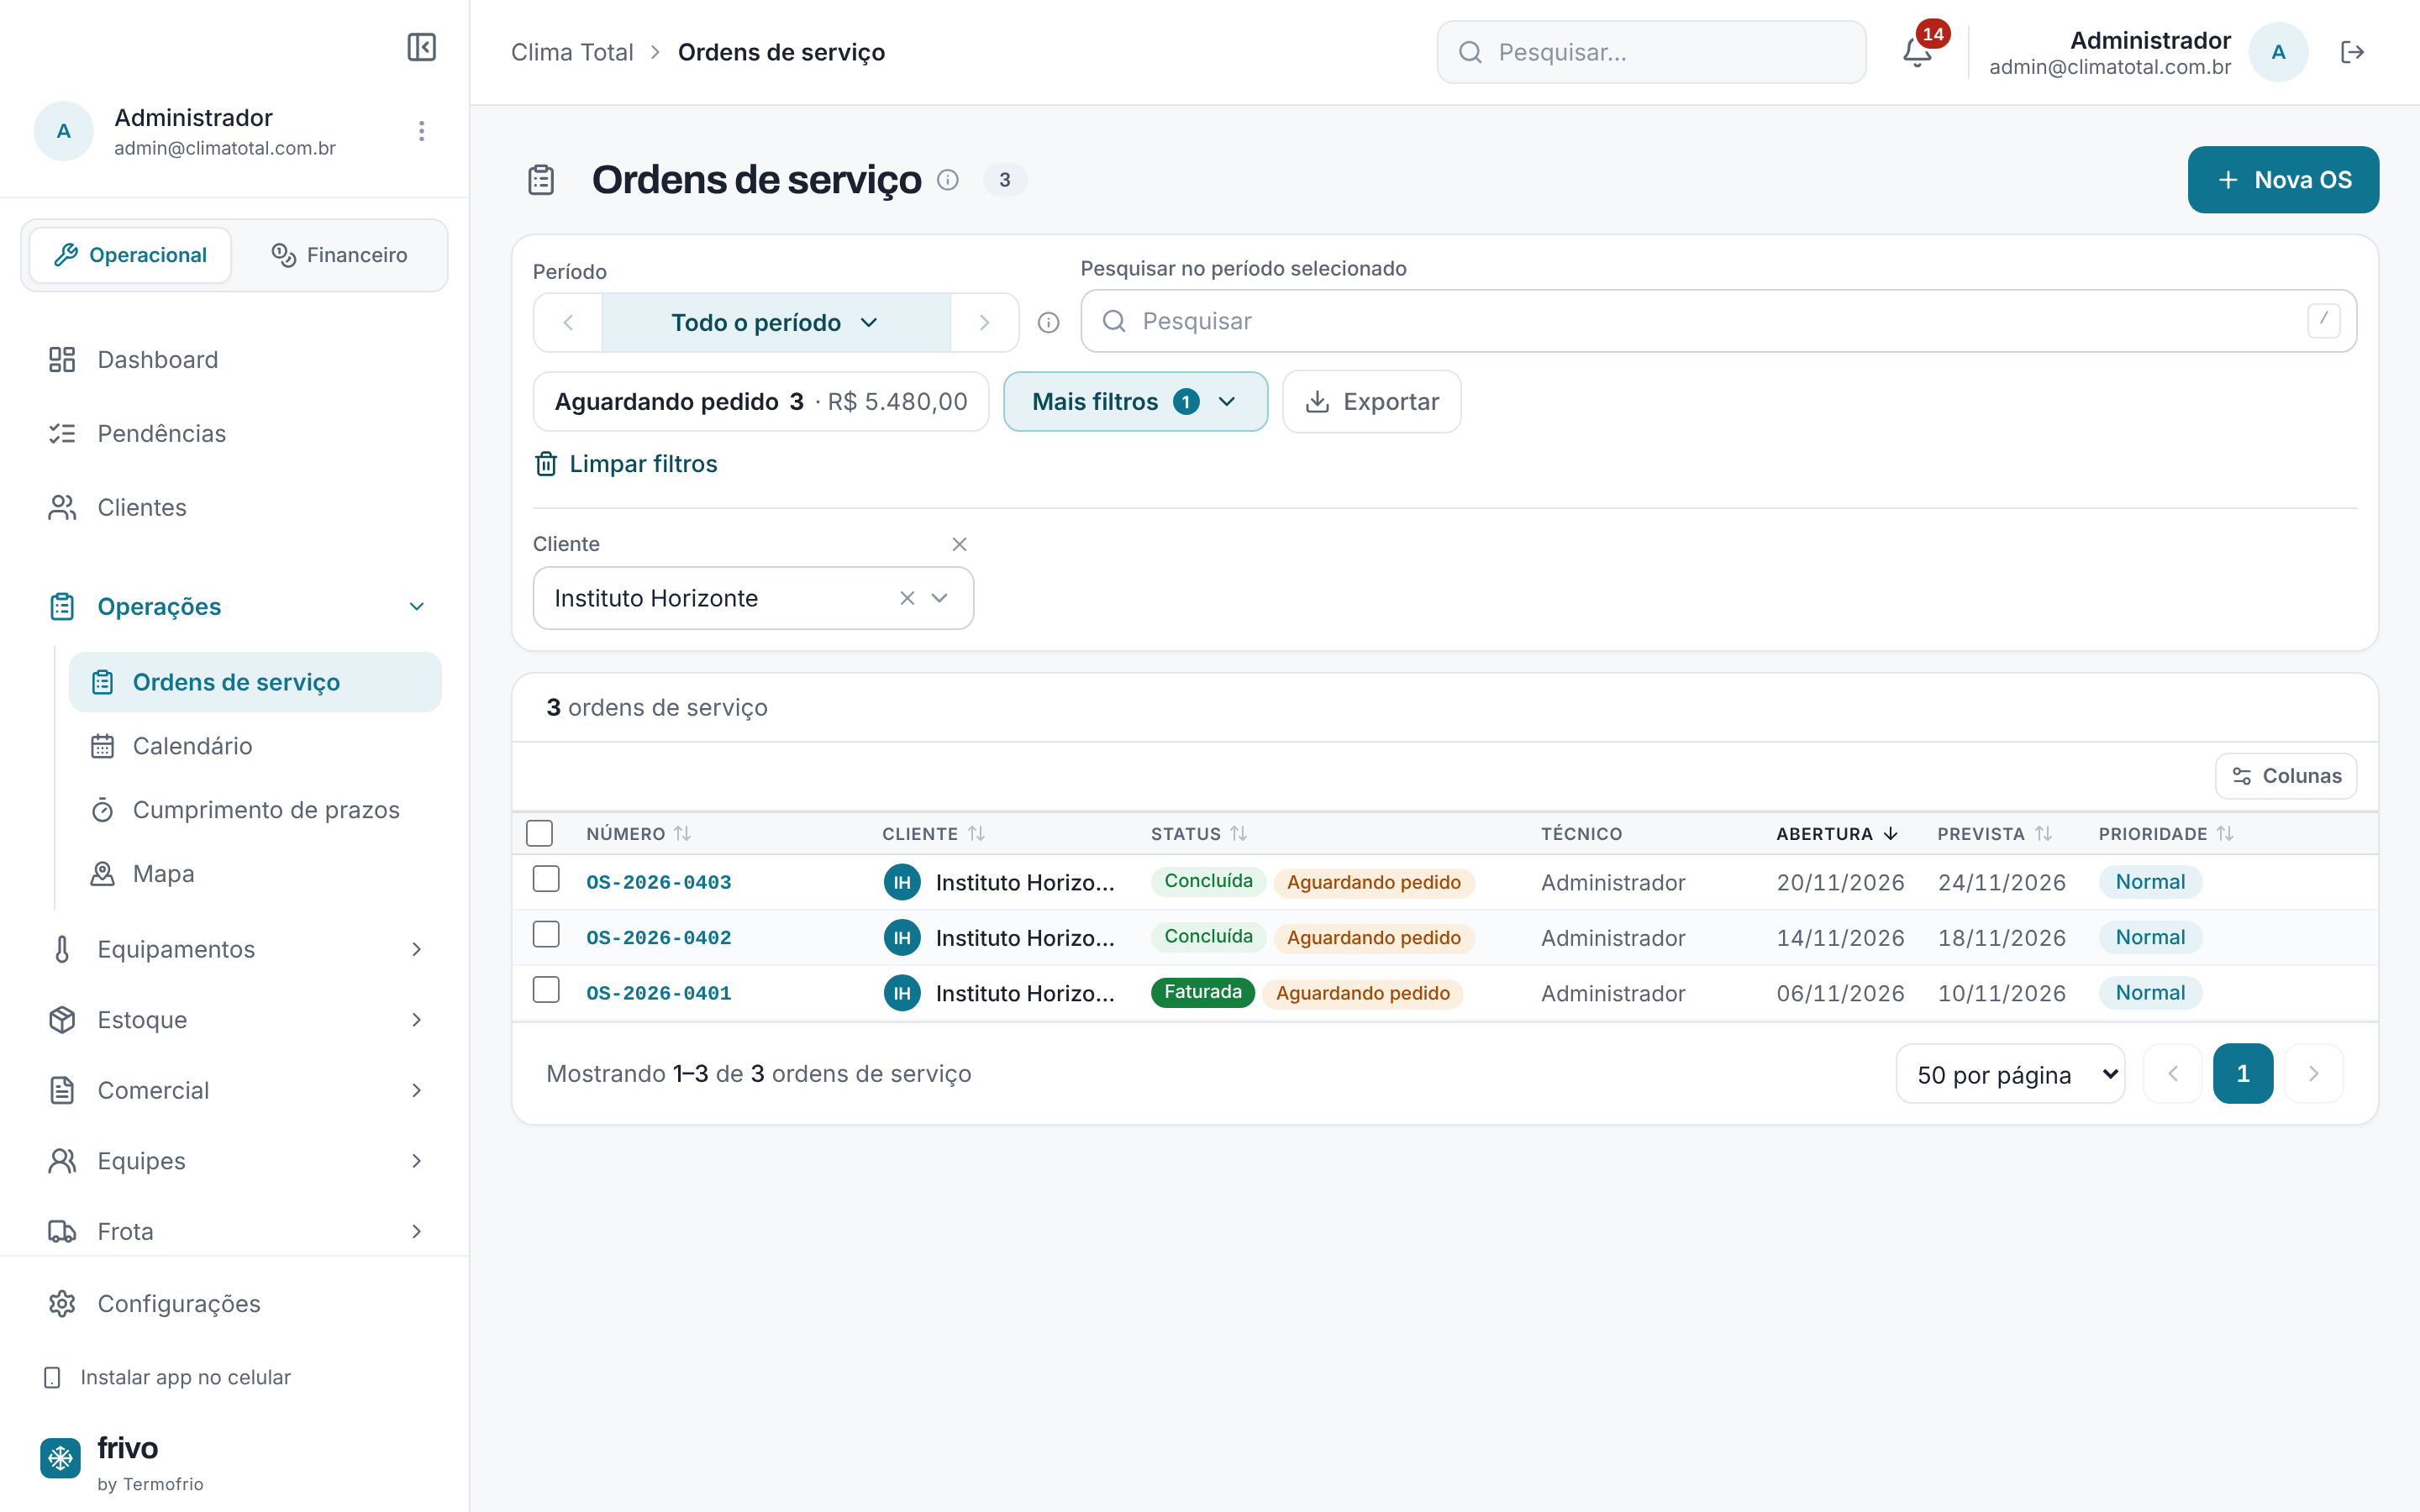 Administrador
admin@climatotal.com.br
A
Operacional
Financeiro
Dashboard
Pendências
Clientes
Operações
Ordens de serviço
Calendário
Cumprimento de prazos
Mapa
Equipamentos
Estoque
Comercial
Equipes
Frota
Configurações
Instalar app no celular
frivo
by Termofrio
Clima Total > Ordens de serviço
Pesquisar...
14
Administrador
admin@climatotal.com.br
A
Ordens de serviço 3
+ Nova OS
Período
Todo o período
Pesquisar no período selecionado
Pesquisar /
Aguardando pedido 3 · R$ 5.480,00
Mais filtros 1
Exportar
Limpar filtros
Cliente
Instituto Horizonte
3 ordens de serviço
Colunas
NÚMERO CLIENTE STATUS TÉCNICO ABERTURA PREVISTA PRIORIDADE
OS-2026-0403 IH Instituto Horizo... Concluída Aguardando pedido Administrador 20/11/2026 24/11/2026 Normal
OS-2026-0402 IH Instituto Horizo... Concluída Aguardando pedido Administrador 14/11/2026 18/11/2026 Normal
OS-2026-0401 IH Instituto Horizo... Faturada Aguardando pedido Administrador 06/11/2026 10/11/2026 Normal
Mostrando 1–3 de 3 ordens de serviço
50 por página
1